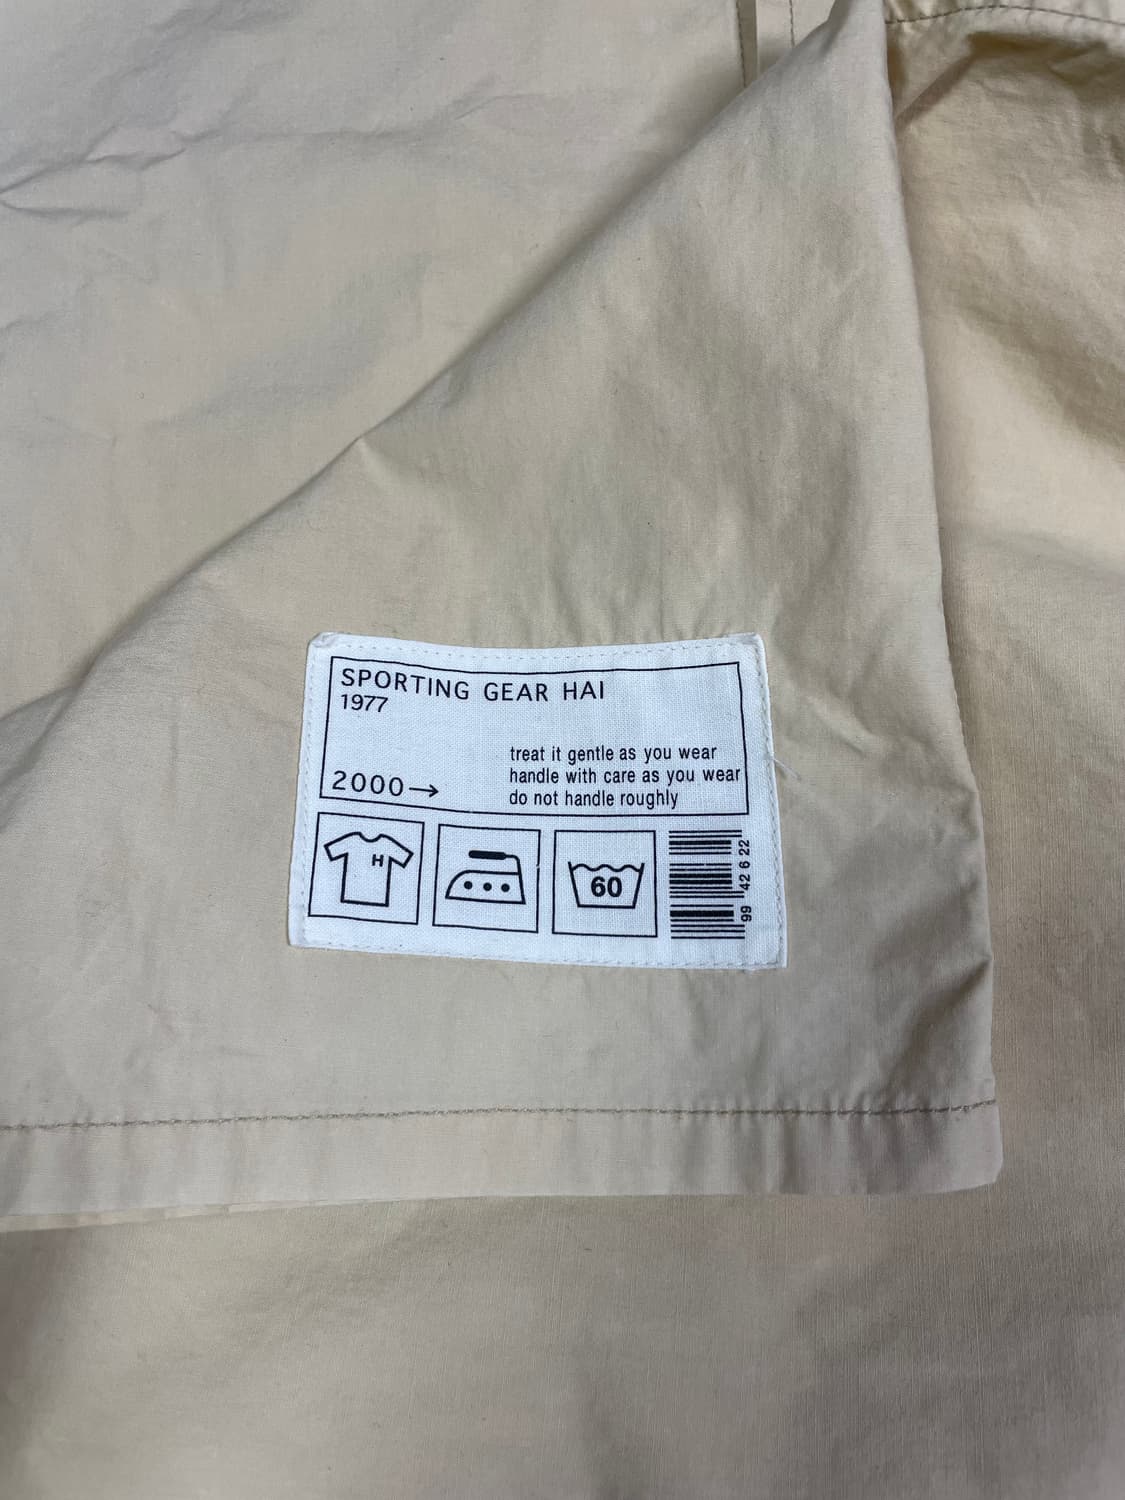 SPORTING GEAR HAI
1977
2000→
treat it gentle as you wear
handle with care as you wear
do not handle roughly
H
60
99 42 6 22